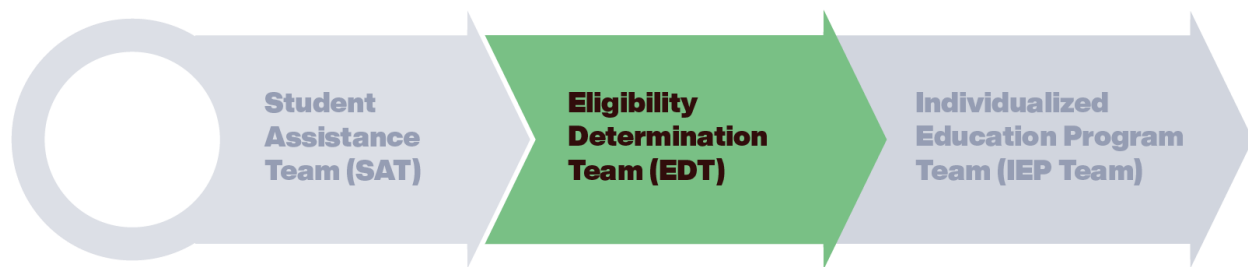 Student
Assistance
Team (SAT)
Eligibility
Determination
Team (EDT)
Individualized
Education Program
Team (IEP Team)